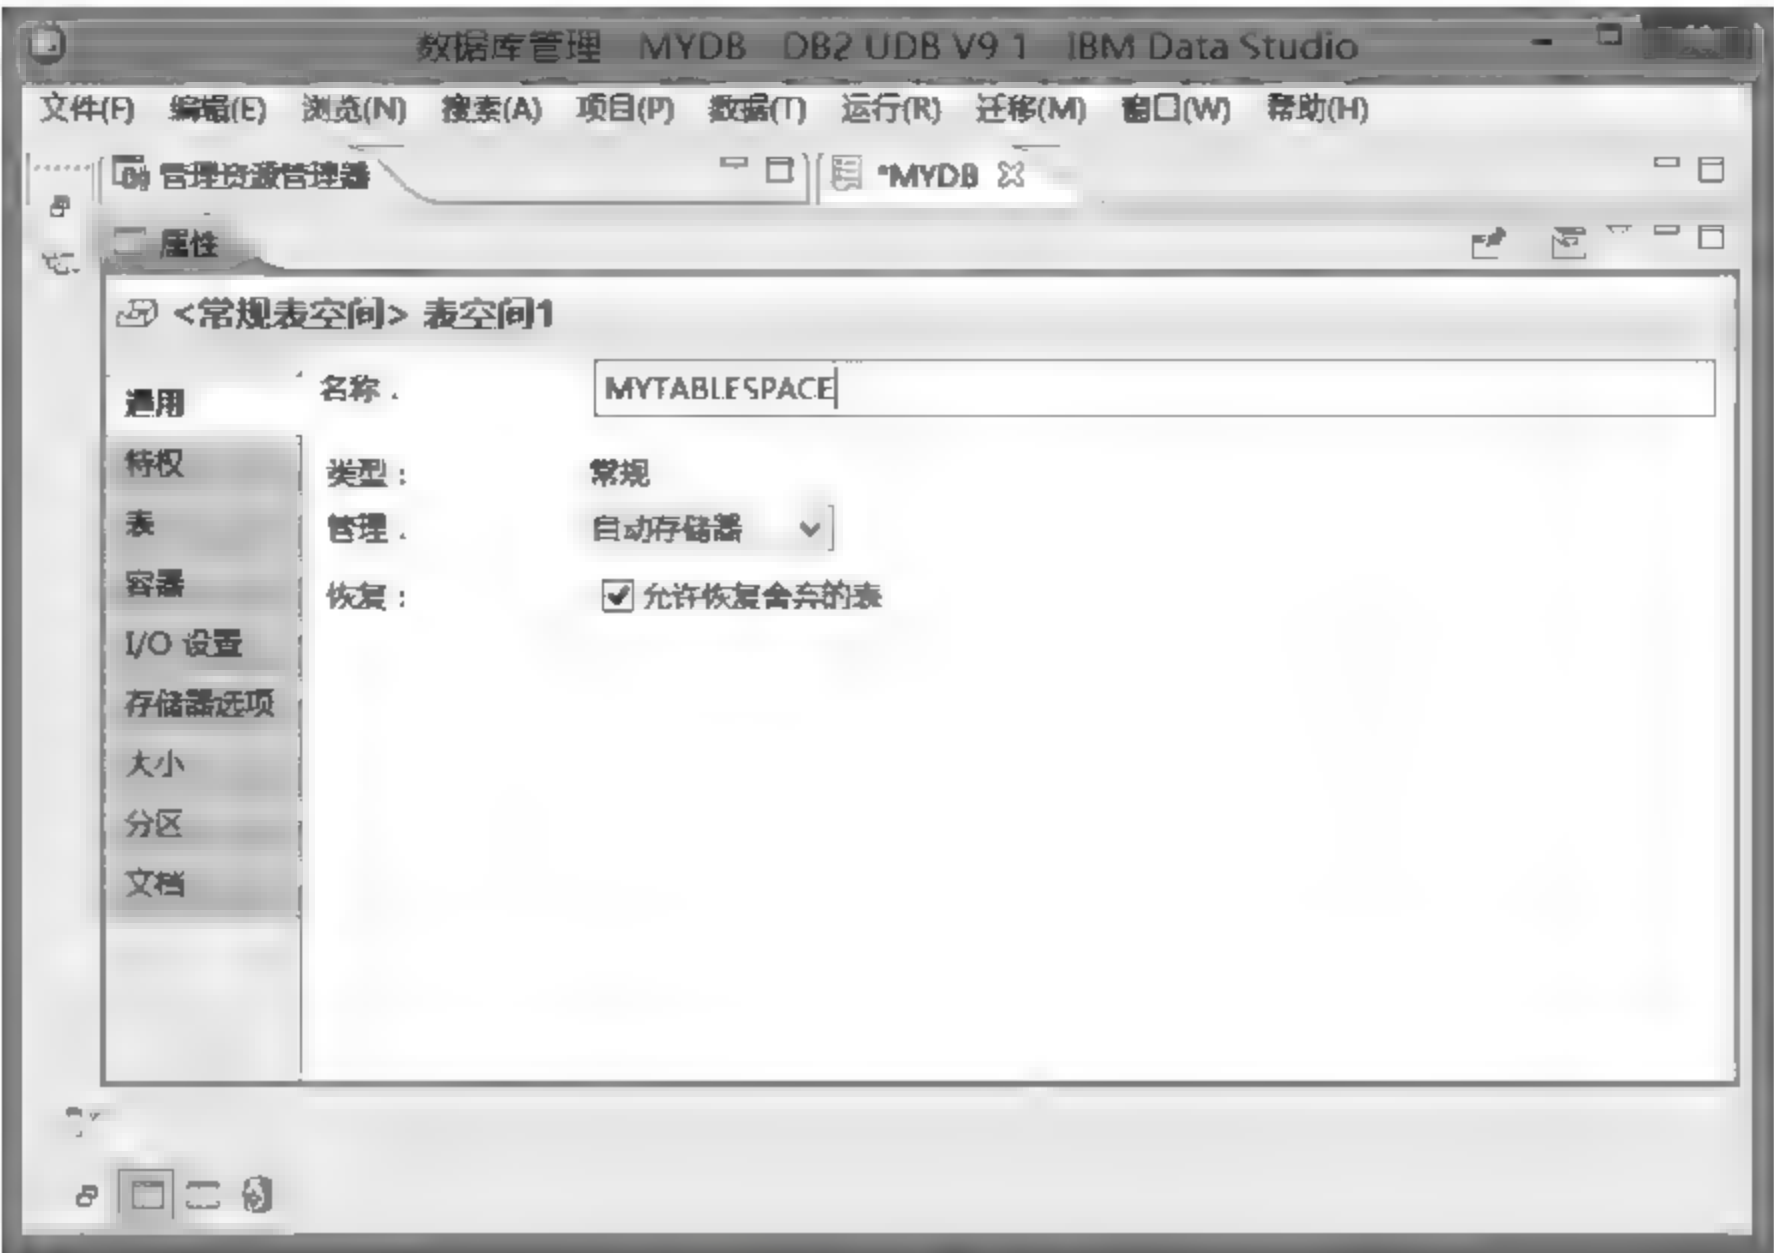 数据库管理 MYDB DB2 UDB V9 1 IBM Data Studio
文件(F) 编辑(E) 浏览(N) 搜索(A) 项目(P) 数据(T) 运行(R) 迁移(M) 窗口(W) 帮助(H)
管理资源管理器 *MYDB
属性
<常规表空间> 表空间1
通用
名称 . MYTABLESPACE
特权
类型 : 常规
表
管理 . 自动存储器
容器
恢复 : 允许恢复舍弃的表
I/O 设置
存储器选项
大小
分区
文档